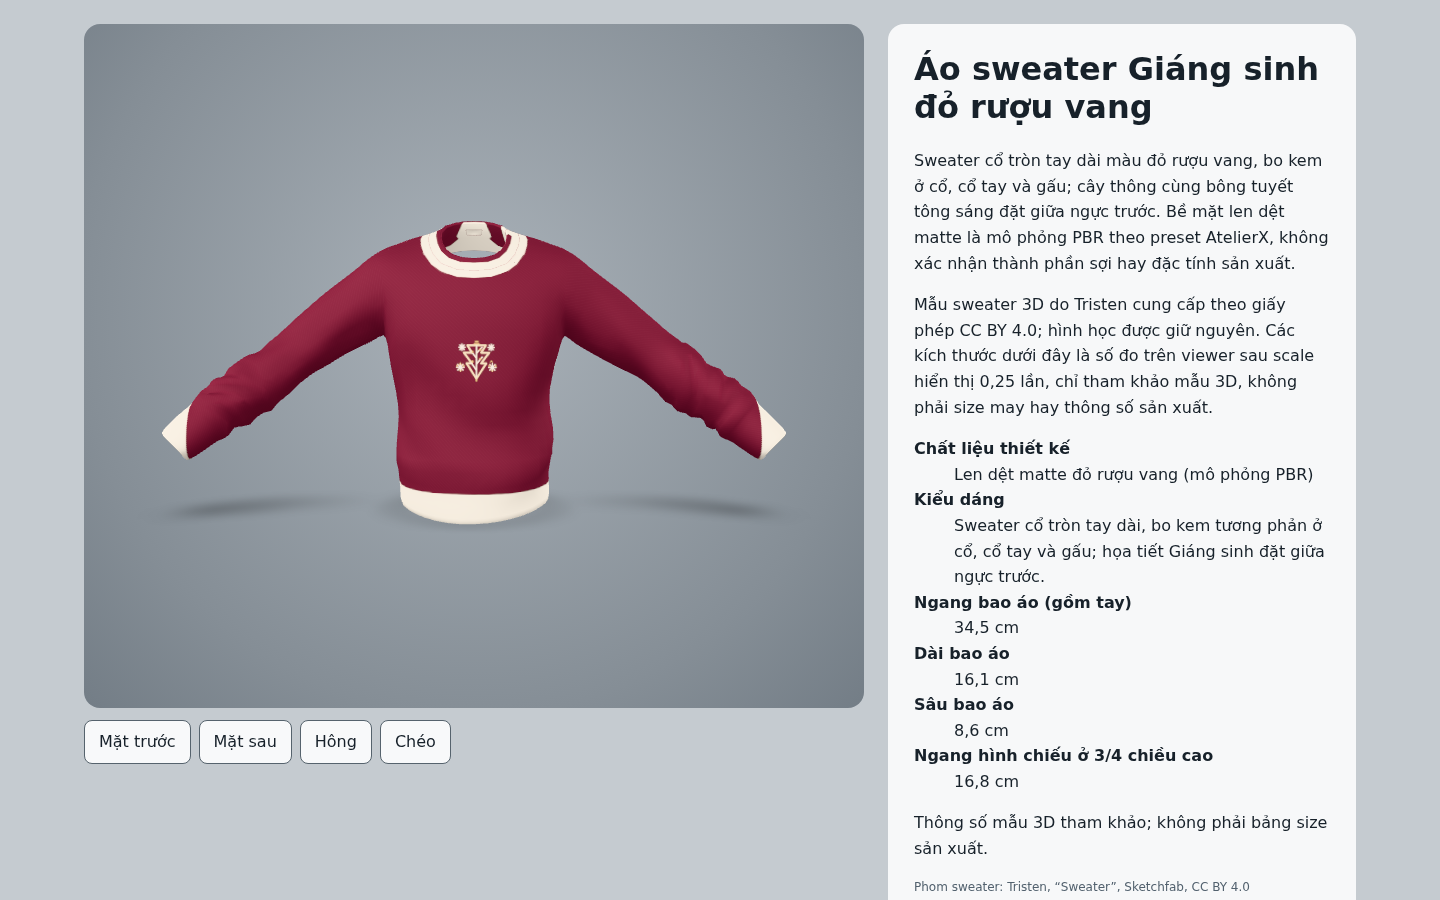 Áo sweater Giáng sinh
đỏ rượu vang
Sweater cổ tròn tay dài màu đỏ rượu vang, bo kem
ở cổ, cổ tay và gấu; cây thông cùng bông tuyết
tông sáng đặt giữa ngực trước. Bề mặt len dệt
matte là mô phỏng PBR theo preset AtelierX, không
xác nhận thành phần sợi hay đặc tính sản xuất.
Mẫu sweater 3D do Tristen cung cấp theo giấy
phép CC BY 4.0; hình học được giữ nguyên. Các
kích thước dưới đây là số đo trên viewer sau scale
hiển thị 0,25 lần, chỉ tham khảo mẫu 3D, không
phải size may hay thông số sản xuất.
Chất liệu thiết kế
Len dệt matte đỏ rượu vang (mô phỏng PBR)
Kiểu dáng
Sweater cổ tròn tay dài, bo kem tương phản ở
cổ, cổ tay và gấu; họa tiết Giáng sinh đặt giữa
ngực trước.
Ngang bao áo (gồm tay)
34,5 cm
Dài bao áo
16,1 cm
Sâu bao áo
8,6 cm
Ngang hình chiếu ở 3/4 chiều cao
16,8 cm
Thông số mẫu 3D tham khảo; không phải bảng size
sản xuất.
Phom sweater: Tristen, “Sweater”, Sketchfab, CC BY 4.0
Mặt trước
Mặt sau
Hông
Chéo